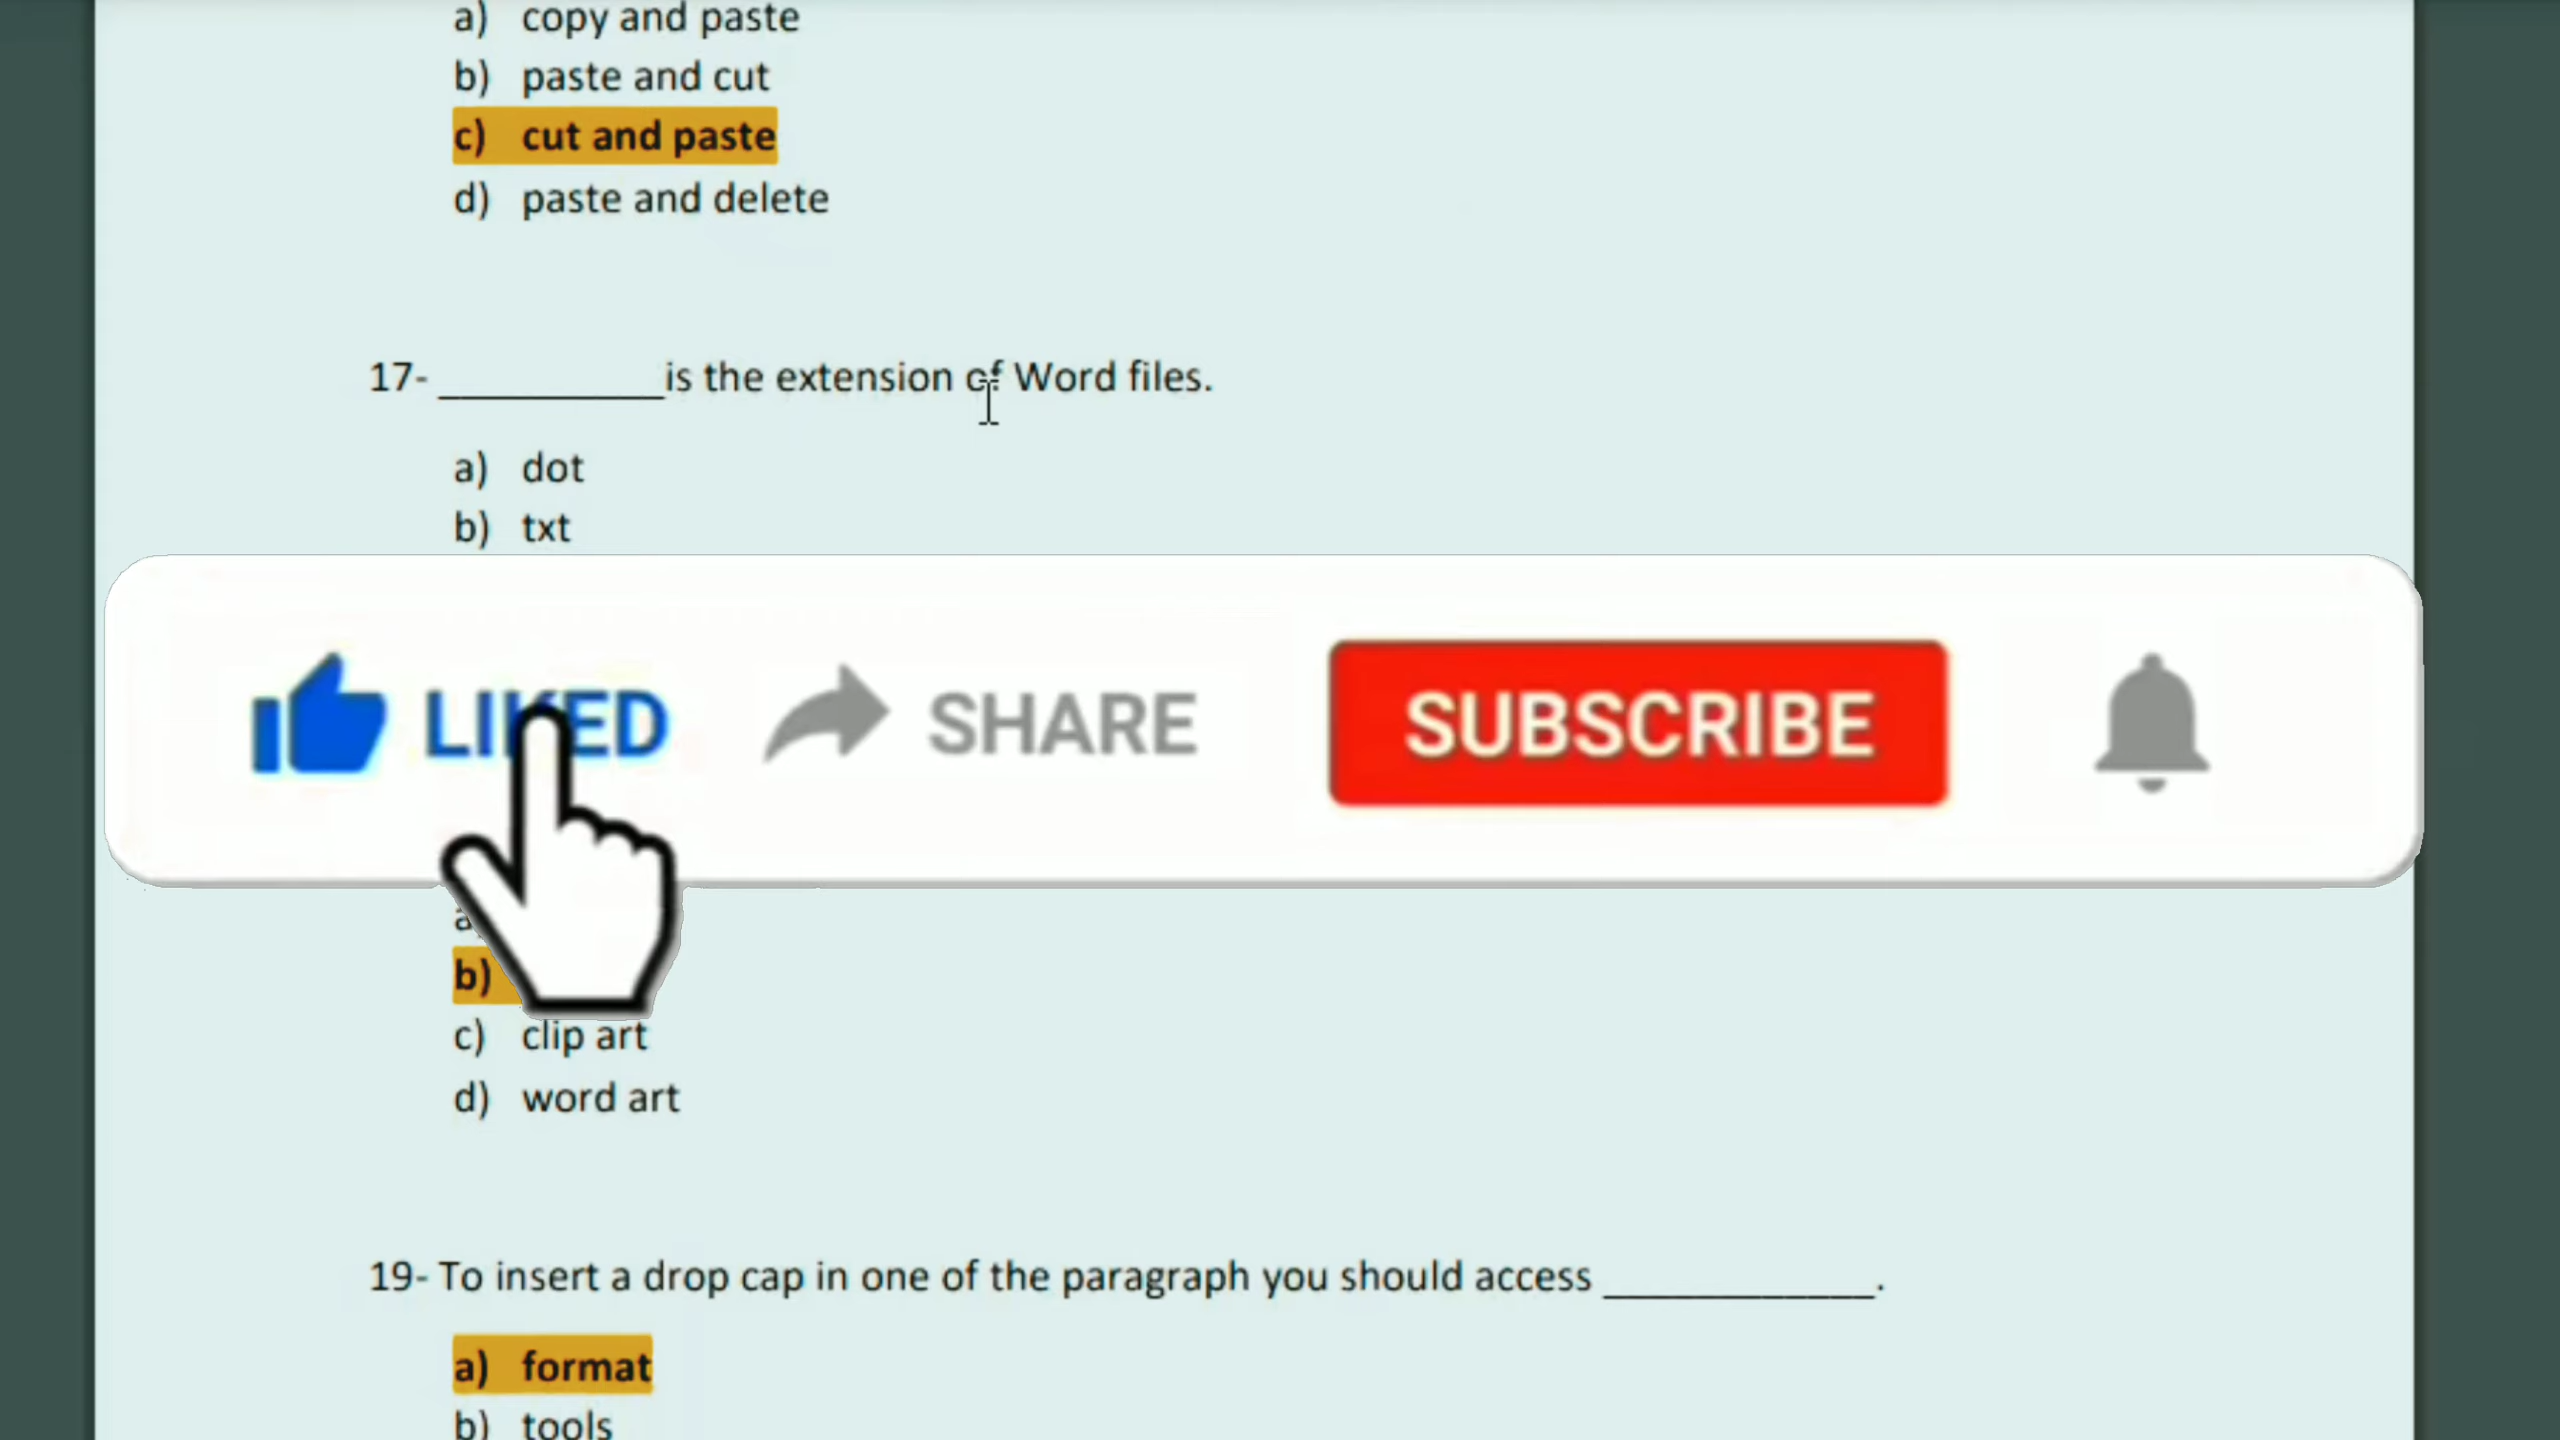 a) copy and paste
b) paste and cut
c) cut and paste
d) paste and delete
17- __________is the extension of Word files.
a) dot
b) txt
LIKED SHARE SUBSCRIBE
b)
c) clip art
d) word art
19- To insert a drop cap in one of the paragraph you should access ____________.
a) format
b) tools